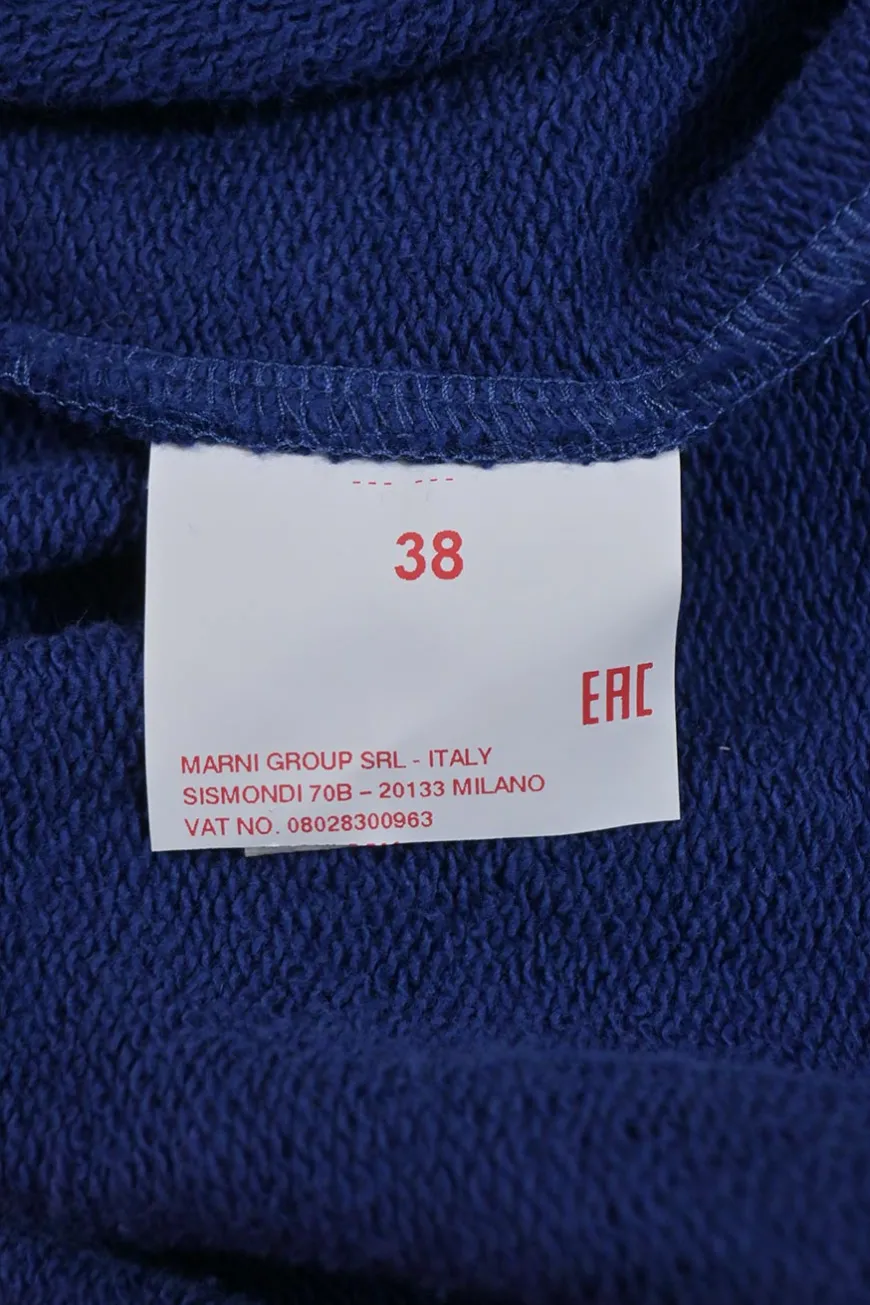 38
EAC
MARNI GROUP SRL - ITALY
SISMONDI 70B – 20133 MILANO
VAT NO. 08028300963